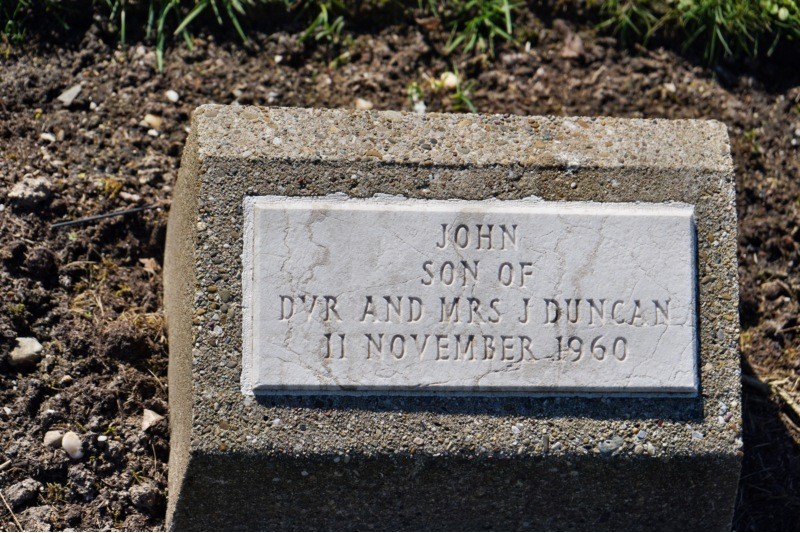 JOHN
SON OF
DVR AND MRS J DUNCAN
11 NOVEMBER 1960